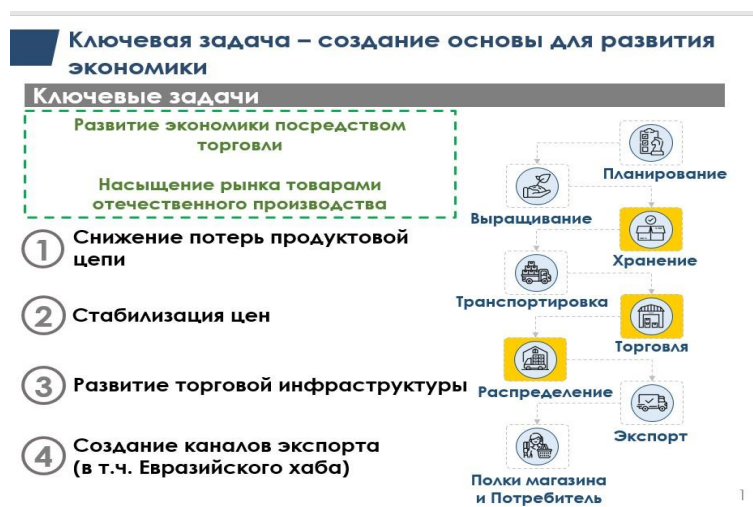 Ключевая задача – создание основы для развития
экономики
Ключевые задачи
Развитие экономики посредством
торговли
Насыщение рынка товарами
отечественного производства
1 Снижение потерь продуктовой
цепи
2 Стабилизация цен
3 Развитие торговой инфраструктуры
4 Создание каналов экспорта
(в т.ч. Евразийского хаба)
Планирование
Выращивание
Хранение
Транспортировка
Торговля
Распределение
Экспорт
Полки магазина
и Потребитель
1